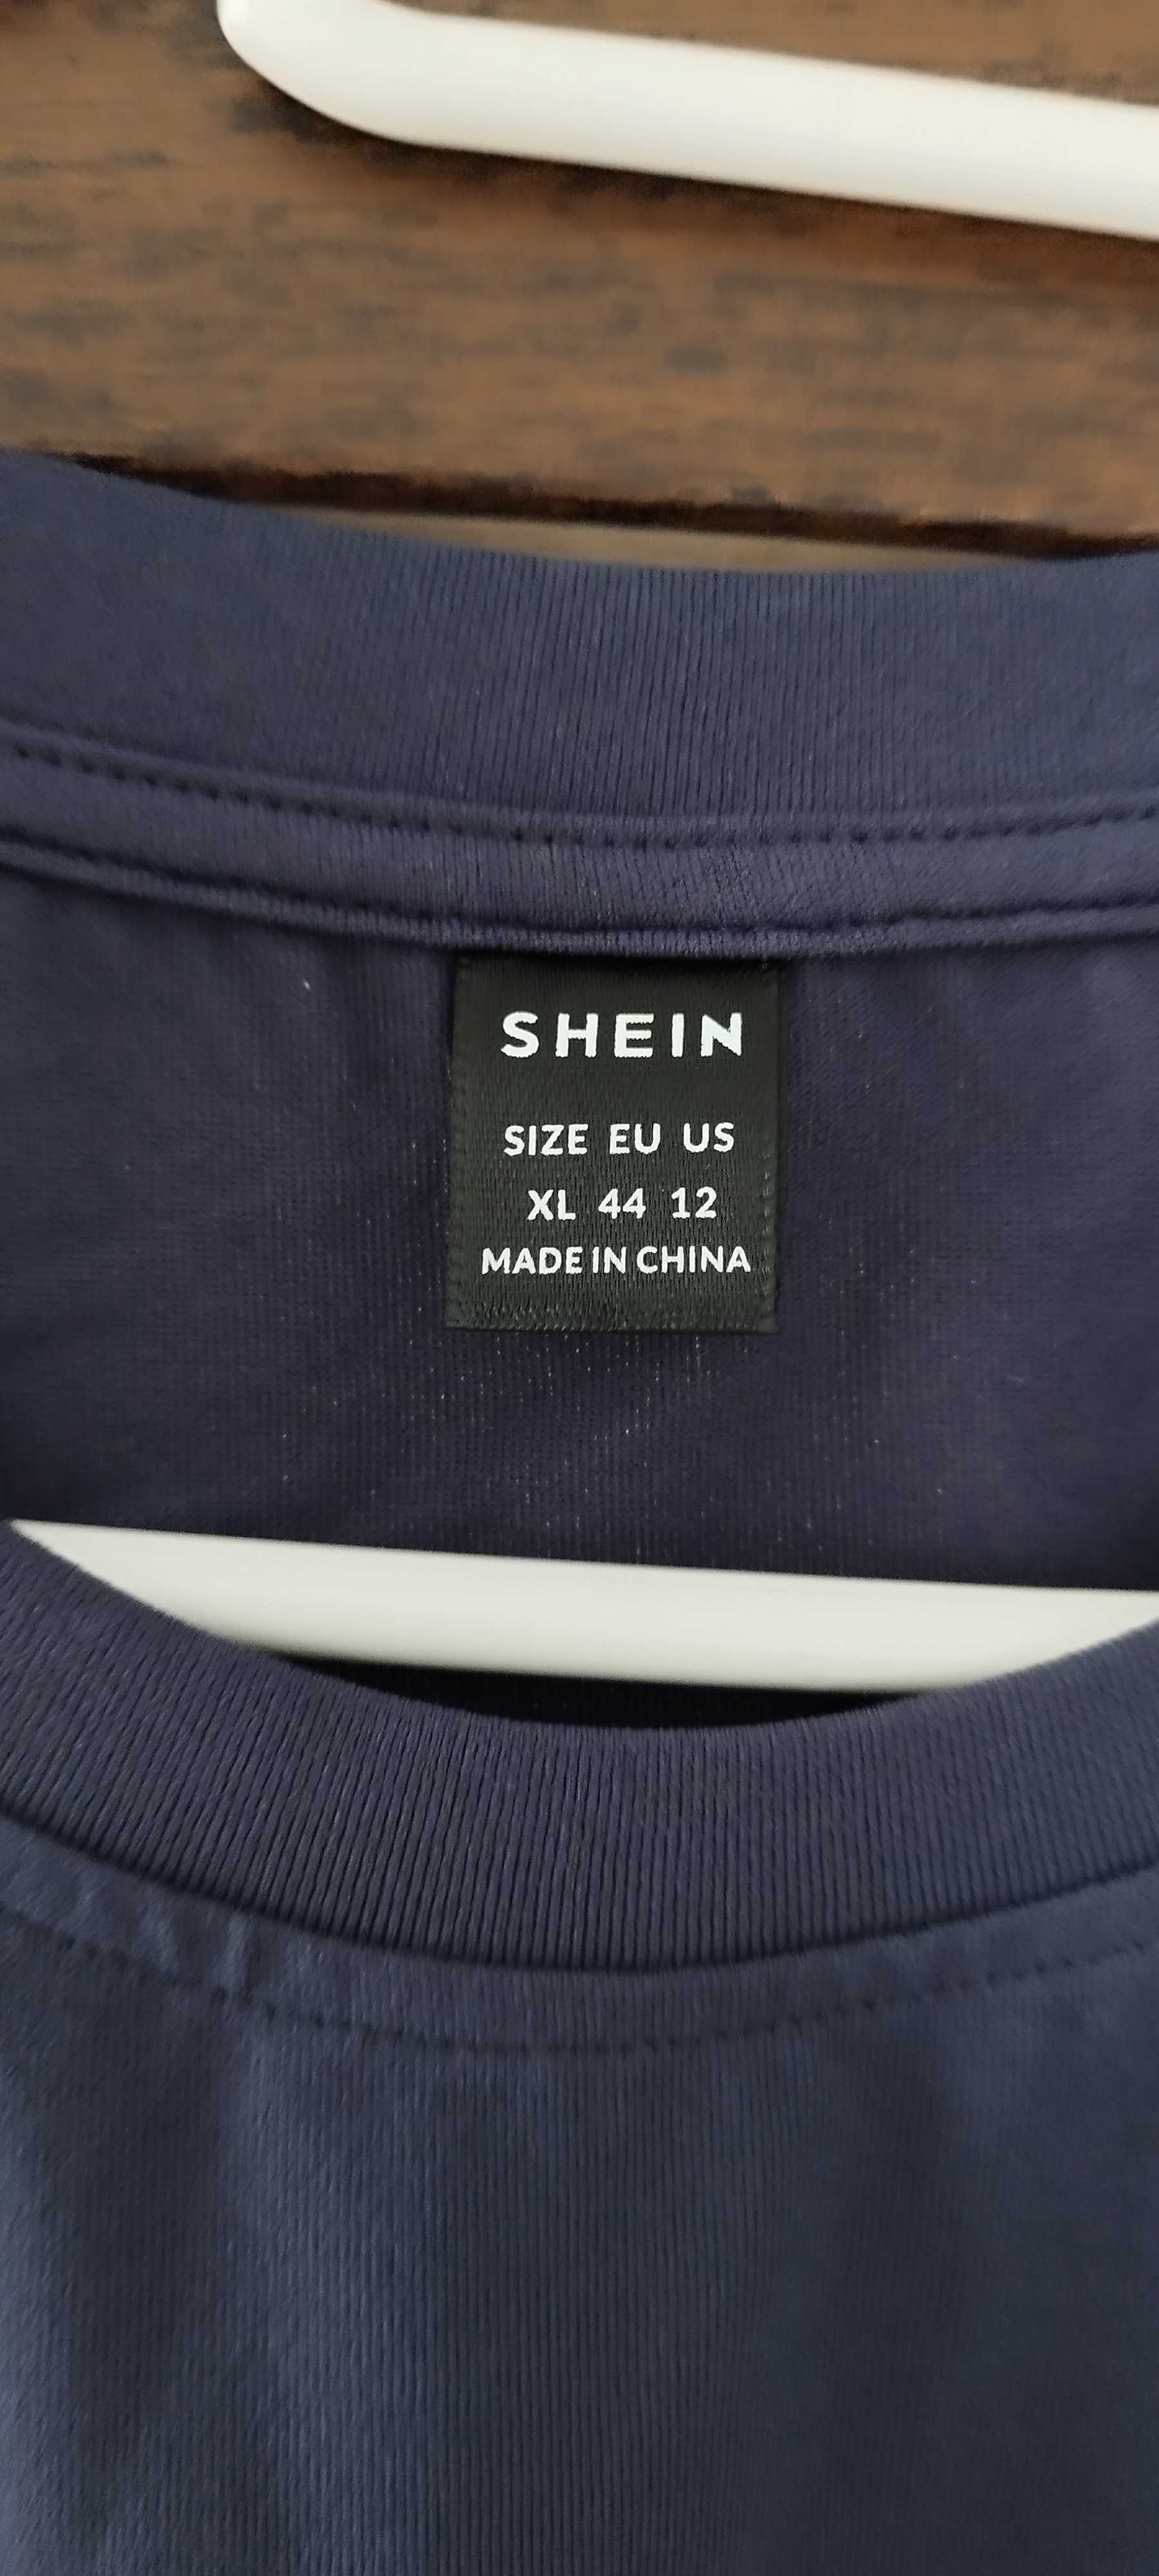 SHEIN
SIZE EU US
XL 44 12
MADE IN CHINA